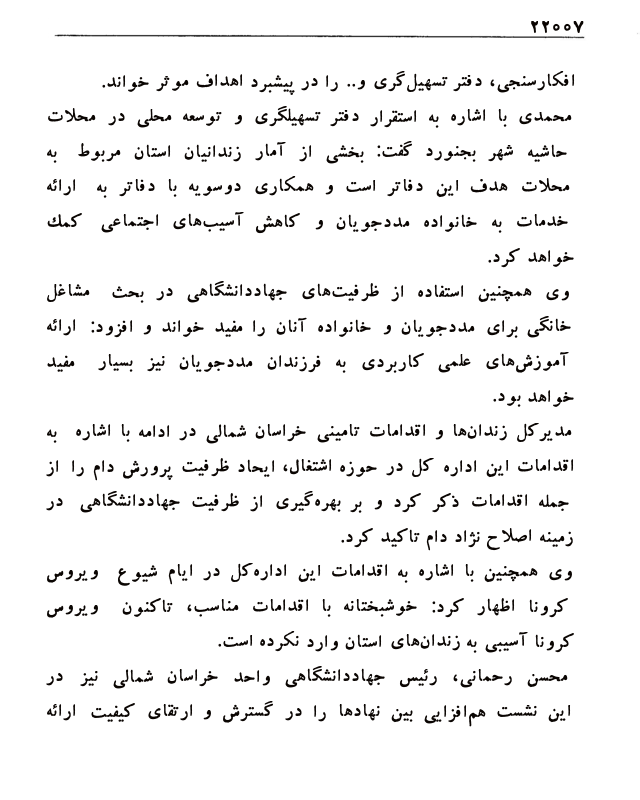 ۲۲۰۰۷
افکارسنجی، دفتر تسهیل‌گری و.. را در پیشبرد اهداف موثر خواند.
محمدی با اشاره به استقرار دفتر تسهیلگری و توسعه محلی در محلات
حاشیه شهر بجنورد گفت: بخشی از آمار زندانیان استان مربوط به
محلات هدف این دفاتر است و همکاری دوسویه با دفاتر به ارائه
خدمات به خانواده مددجویان و کاهش آسیب‌های اجتماعی کمك
خواهد کرد.
وی همچنین استفاده از ظرفیت‌های جهاددانشگاهی در بحث مشاغل
خانگی برای مددجویان و خانواده آنان را مفید خواند و افزود: ارائه
آموزش‌های علمی کاربردی به فرزندان مددجویان نیز بسیار مفید
خواهد بود.
مدیرکل زندان‌ها و اقدامات تامینی خراسان شمالی در ادامه با اشاره به
اقدامات این اداره کل در حوزه اشتغال، ایحاد ظرفیت پرورش دام را از
جمله اقدامات ذکر کرد و بر بهره‌گیری از ظرفیت جهاددانشگاهی در
زمینه اصلاح نژاد دام تاکید کرد.
وی همچنین با اشاره به اقدامات این اداره‌کل در ایام شیوع ویروس
کرونا اظهار کرد: خوشبختانه با اقدامات مناسب، تاکنون ویروس
کرونا آسیبی به زندان‌های استان وارد نکرده است.
محسن رحمانی، رئیس جهاددانشگاهی واحد خراسان شمالی نیز در
این نشست هم‌افزایی بین نهادها را در گسترش و ارتقای کیفیت ارائه